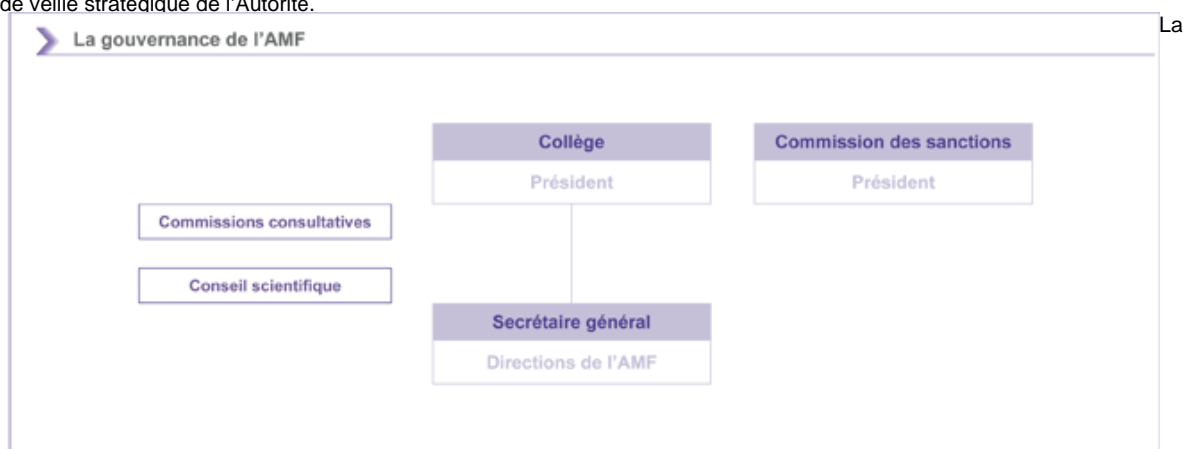 de veille stratégique de l'Autorité.
La
La gouvernance de l'AMF
Collège
Président
Commission des sanctions
Président
Commissions consultatives
Conseil scientifique
Secrétaire général
Directions de l'AMF